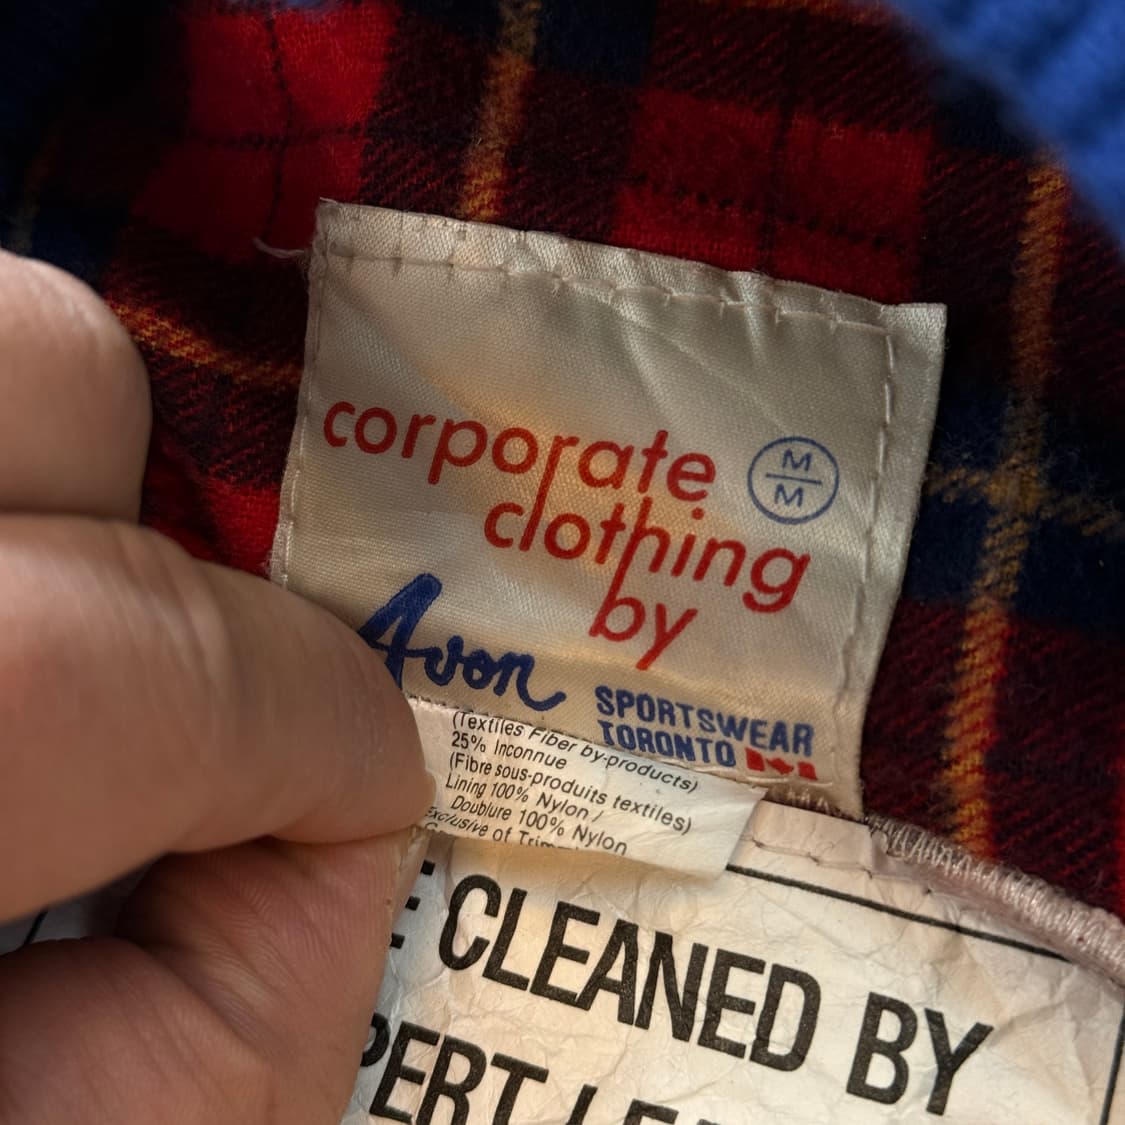 corporate
clothing
by
M
M
Avon
SPORTSWEAR
TORONTO
(Textiles Fiber by-products)
25% Inconnue
(Fibre sous-produits textiles)
Lining 100% Nylon /
Doublure 100% Nylon
Exclusive of Trim
CLEANED BY